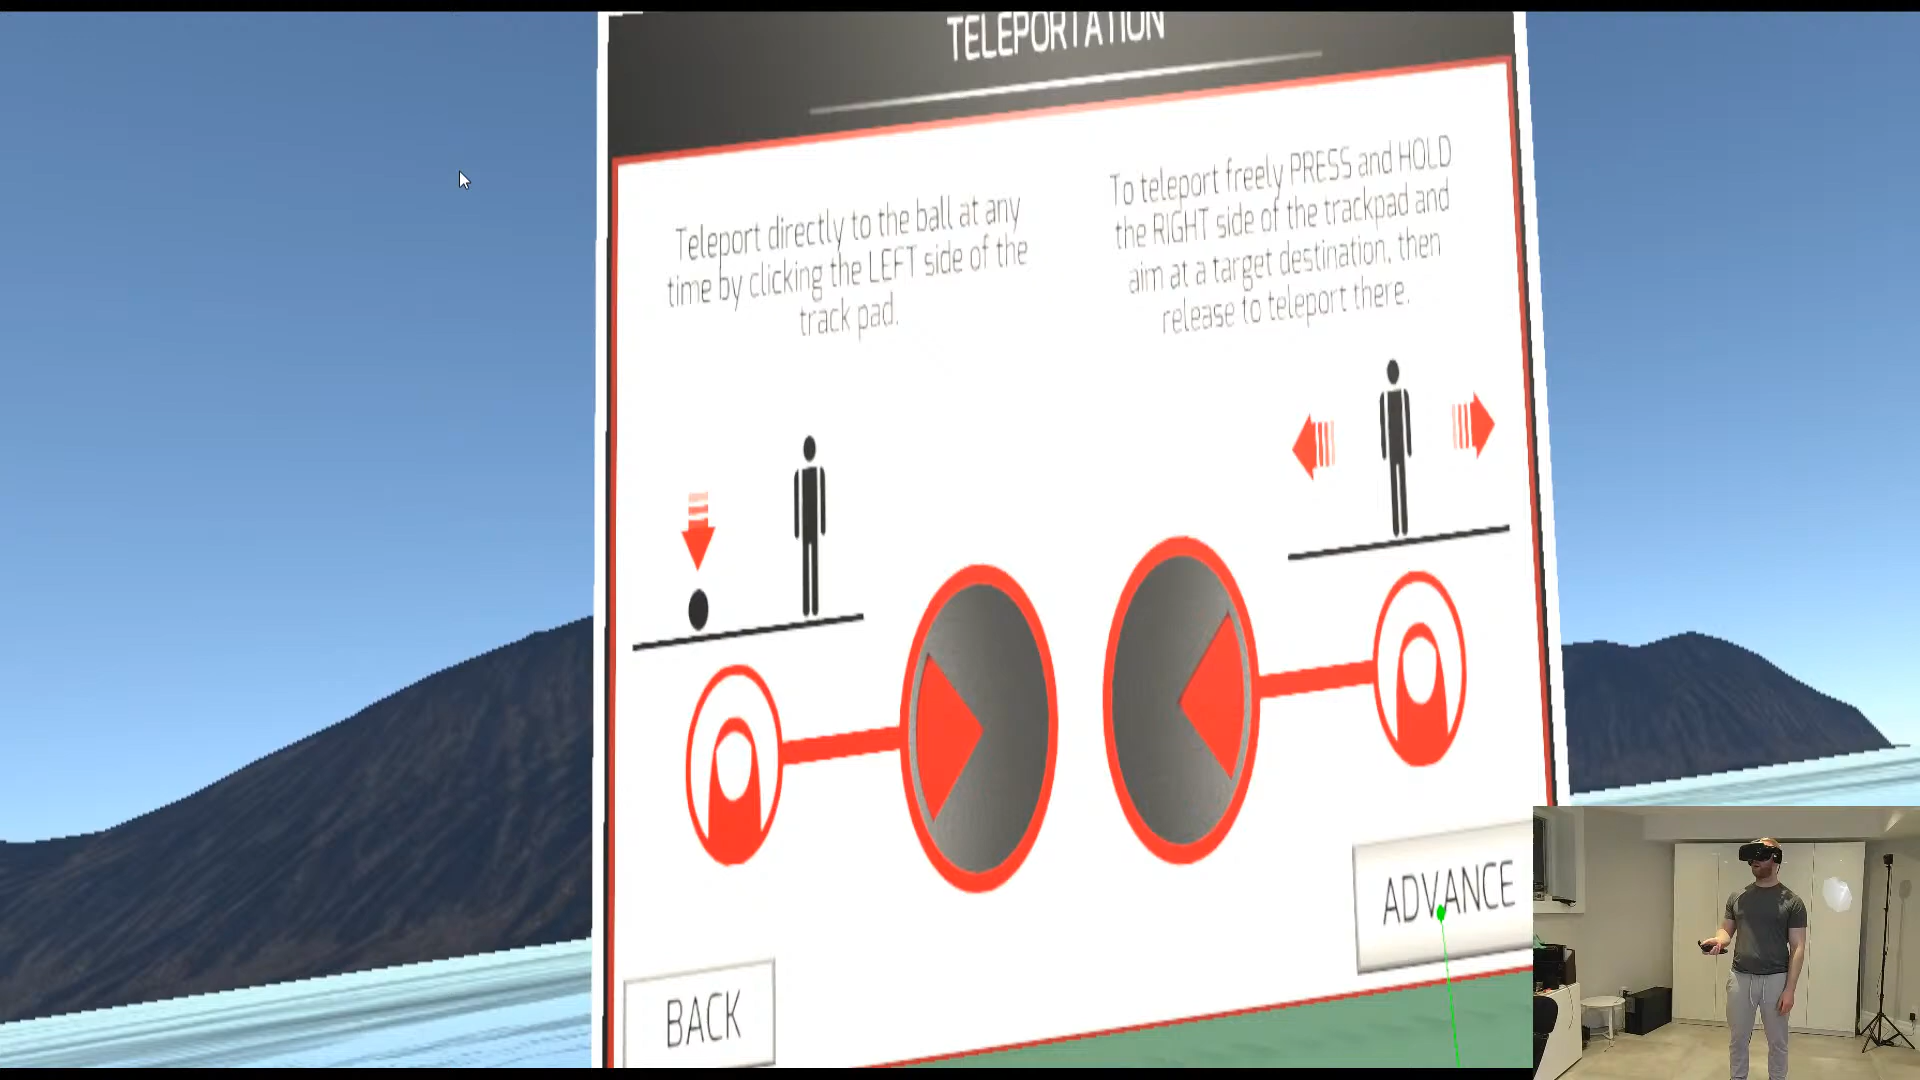 TELEPORTATION
Teleport directly to the ball at any
time by clicking the LEFT side of the
track pad.
To teleport freely PRESS and HOLD
the RIGHT side of the trackpad and
aim at a target destination, then
release to teleport there.
ADVANCE
BACK